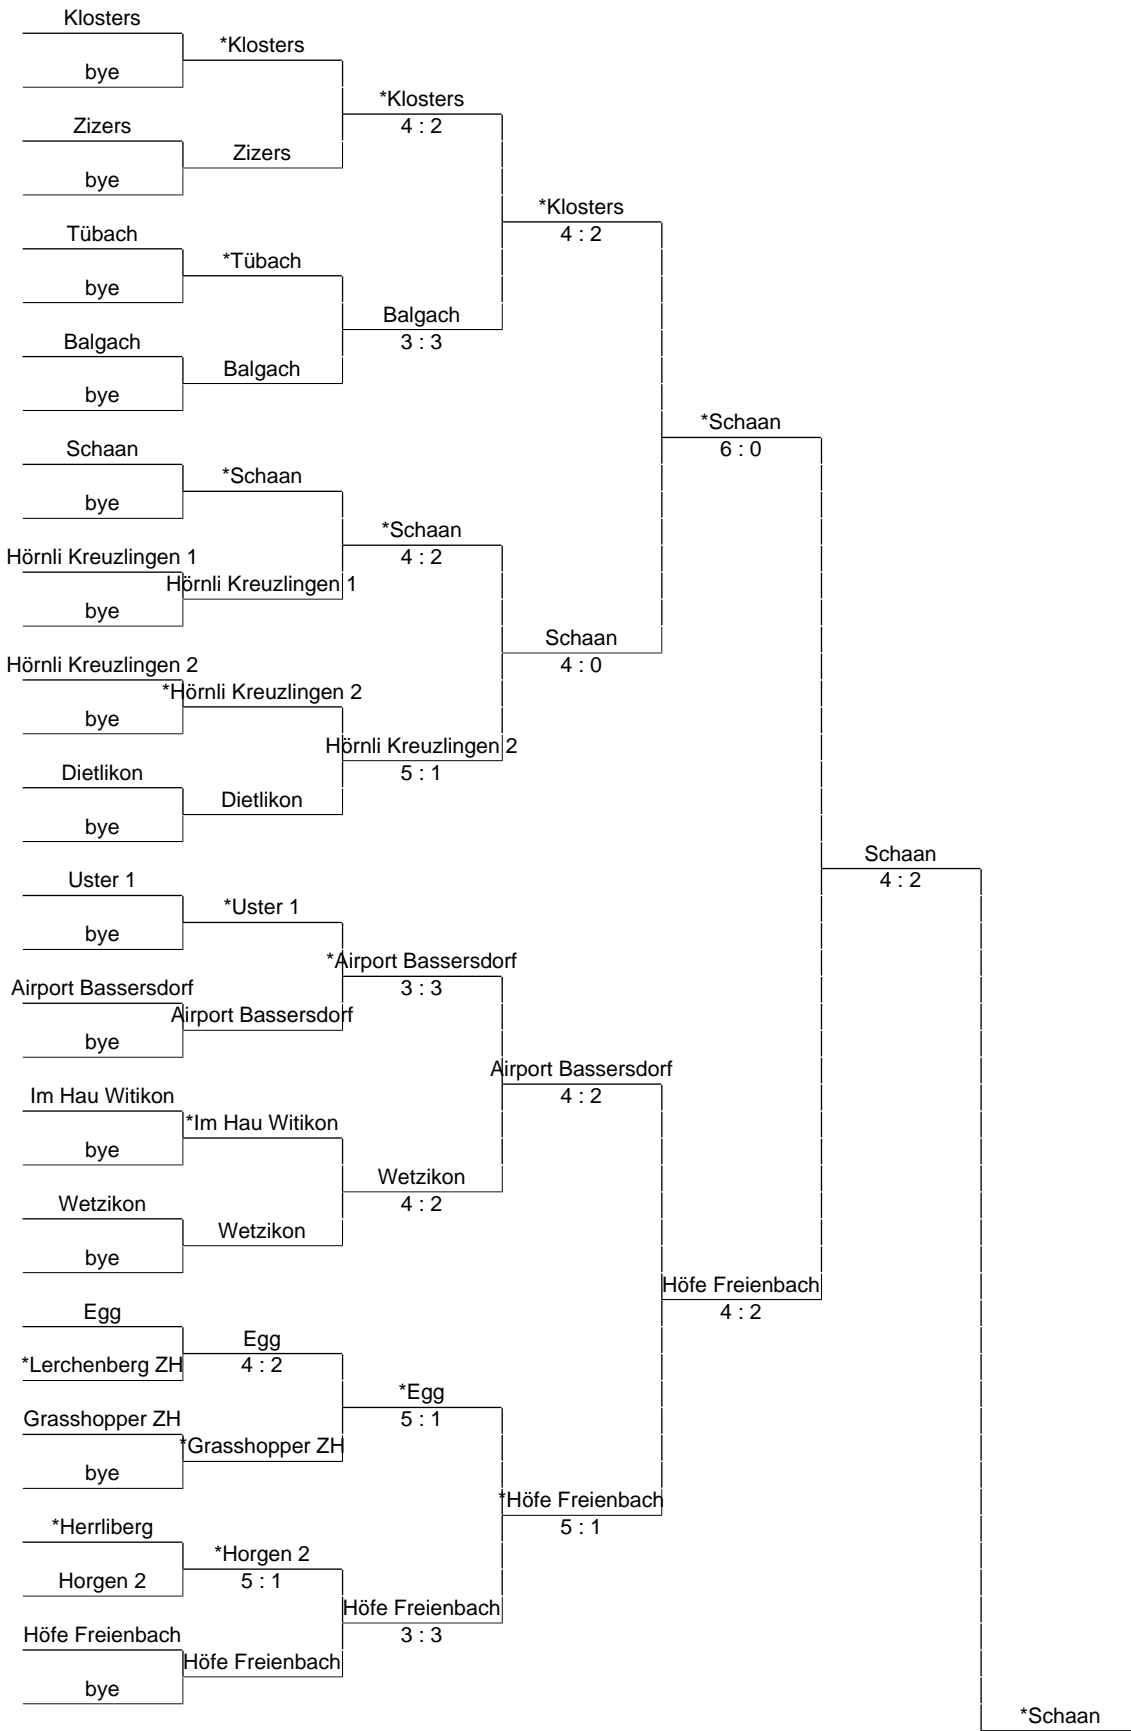 Klosters
*Klosters
bye
*Klosters
4 : 2
Zizers
Zizers
bye
*Klosters
4 : 2
Tübach
*Tübach
bye
Balgach
3 : 3
Balgach
Balgach
bye
*Schaan
6 : 0
Schaan
*Schaan
bye
*Schaan
4 : 2
Hörnli Kreuzlingen 1
Hörnli Kreuzlingen 1
bye
Schaan
4 : 0
Hörnli Kreuzlingen 2
*Hörnli Kreuzlingen 2
bye
Hörnli Kreuzlingen 2
5 : 1
Dietlikon
Dietlikon
bye
Schaan
4 : 2
Uster 1
*Uster 1
bye
*Airport Bassersdorf
3 : 3
Airport Bassersdorf
Airport Bassersdorf
bye
Airport Bassersdorf
4 : 2
Im Hau Witikon
*Im Hau Witikon
bye
Wetzikon
4 : 2
Wetzikon
Wetzikon
bye
Höfe Freienbach
4 : 2
Egg
Egg
4 : 2
*Lerchenberg ZH
*Egg
5 : 1
Grasshopper ZH
*Grasshopper ZH
bye
*Höfe Freienbach
5 : 1
*Herrliberg
*Horgen 2
5 : 1
Horgen 2
Höfe Freienbach
3 : 3
Höfe Freienbach
Höfe Freienbach
bye
*Schaan